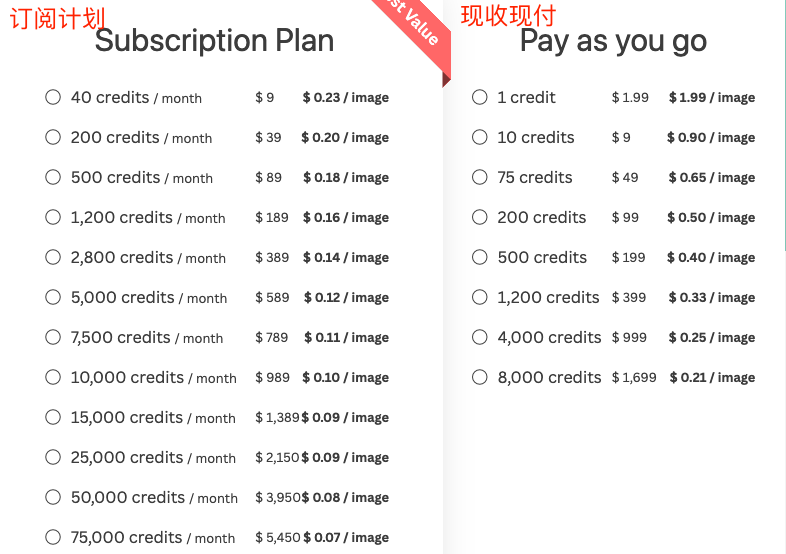 订阅计划
Subscription Plan
40 credits / month $ 9 $ 0.23 / image
200 credits / month $ 39 $ 0.20 / image
500 credits / month $ 89 $ 0.18 / image
1,200 credits / month $ 189 $ 0.16 / image
2,800 credits / month $ 389 $ 0.14 / image
5,000 credits / month $ 589 $ 0.12 / image
7,500 credits / month $ 789 $ 0.11 / image
10,000 credits / month $ 989 $ 0.10 / image
15,000 credits / month $ 1,389 $ 0.09 / image
25,000 credits / month $ 2,150 $ 0.09 / image
50,000 credits / month $ 3,950 $ 0.08 / image
75,000 credits / month $ 5,450 $ 0.07 / image
Value
现收现付
Pay as you go
1 credit $ 1.99 $ 1.99 / image
10 credits $ 9 $ 0.90 / image
75 credits $ 49 $ 0.65 / image
200 credits $ 99 $ 0.50 / image
500 credits $ 199 $ 0.40 / image
1,200 credits $ 399 $ 0.33 / image
4,000 credits $ 999 $ 0.25 / image
8,000 credits $ 1,699 $ 0.21 / image